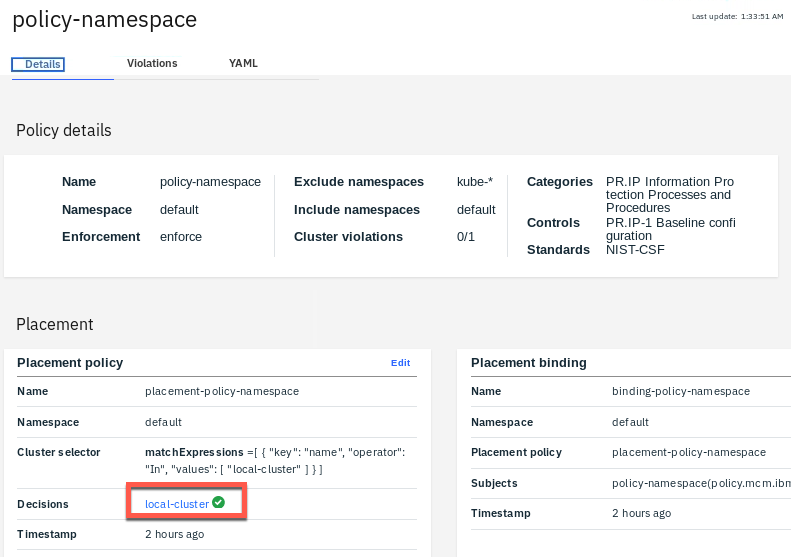 policy-namespace
Last update: 1:33:51 AM
Details Violations YAML
Policy details
Name policy-namespace
Namespace default
Enforcement enforce
Exclude namespaces kube-*
Include namespaces default
Cluster violations 0/1
Categories PR.IP Information Pro
tection Processes and
Procedures
Controls PR.IP-1 Baseline confi
guration
Standards NIST-CSF
Placement
Placement policy Edit
Name placement-policy-namespace
Namespace default
Cluster selector matchExpressions =[ { "key": "name", "operator":
"In", "values": [ "local-cluster" ] } ]
Decisions local-cluster
Timestamp 2 hours ago
Placement binding
Name binding-policy-namespace
Namespace default
Placement policy placement-policy-namespace
Subjects policy-namespace(policy.mcm.ibm
Timestamp 2 hours ago